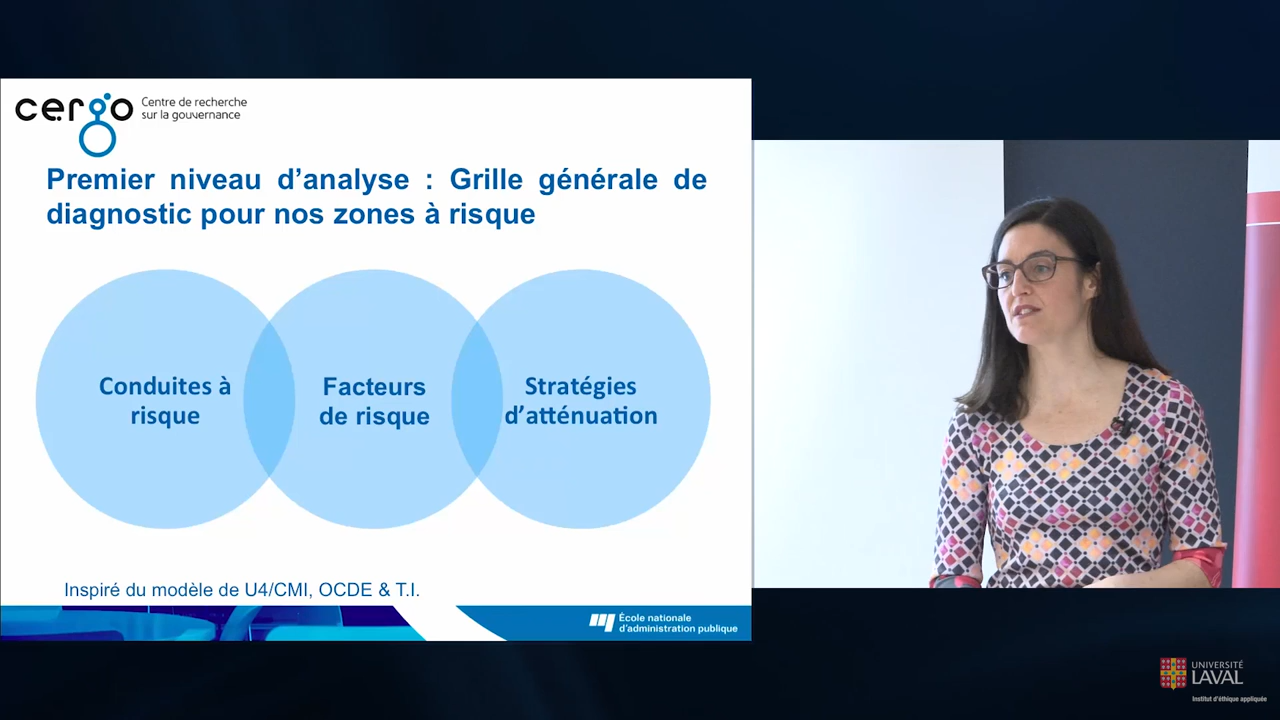 cergo
Centre de recherche
sur la gouvernance
Premier niveau d'analyse : Grille générale de
diagnostic pour nos zones à risque
Conduites à
risque
Facteurs
de risque
Stratégies
d'atténuation
Inspiré du modèle de U4/CMI, OCDE & T.I.
École nationale
d'administration publique
UNIVERSITÉ
LAVAL
Institut d'éthique appliquée